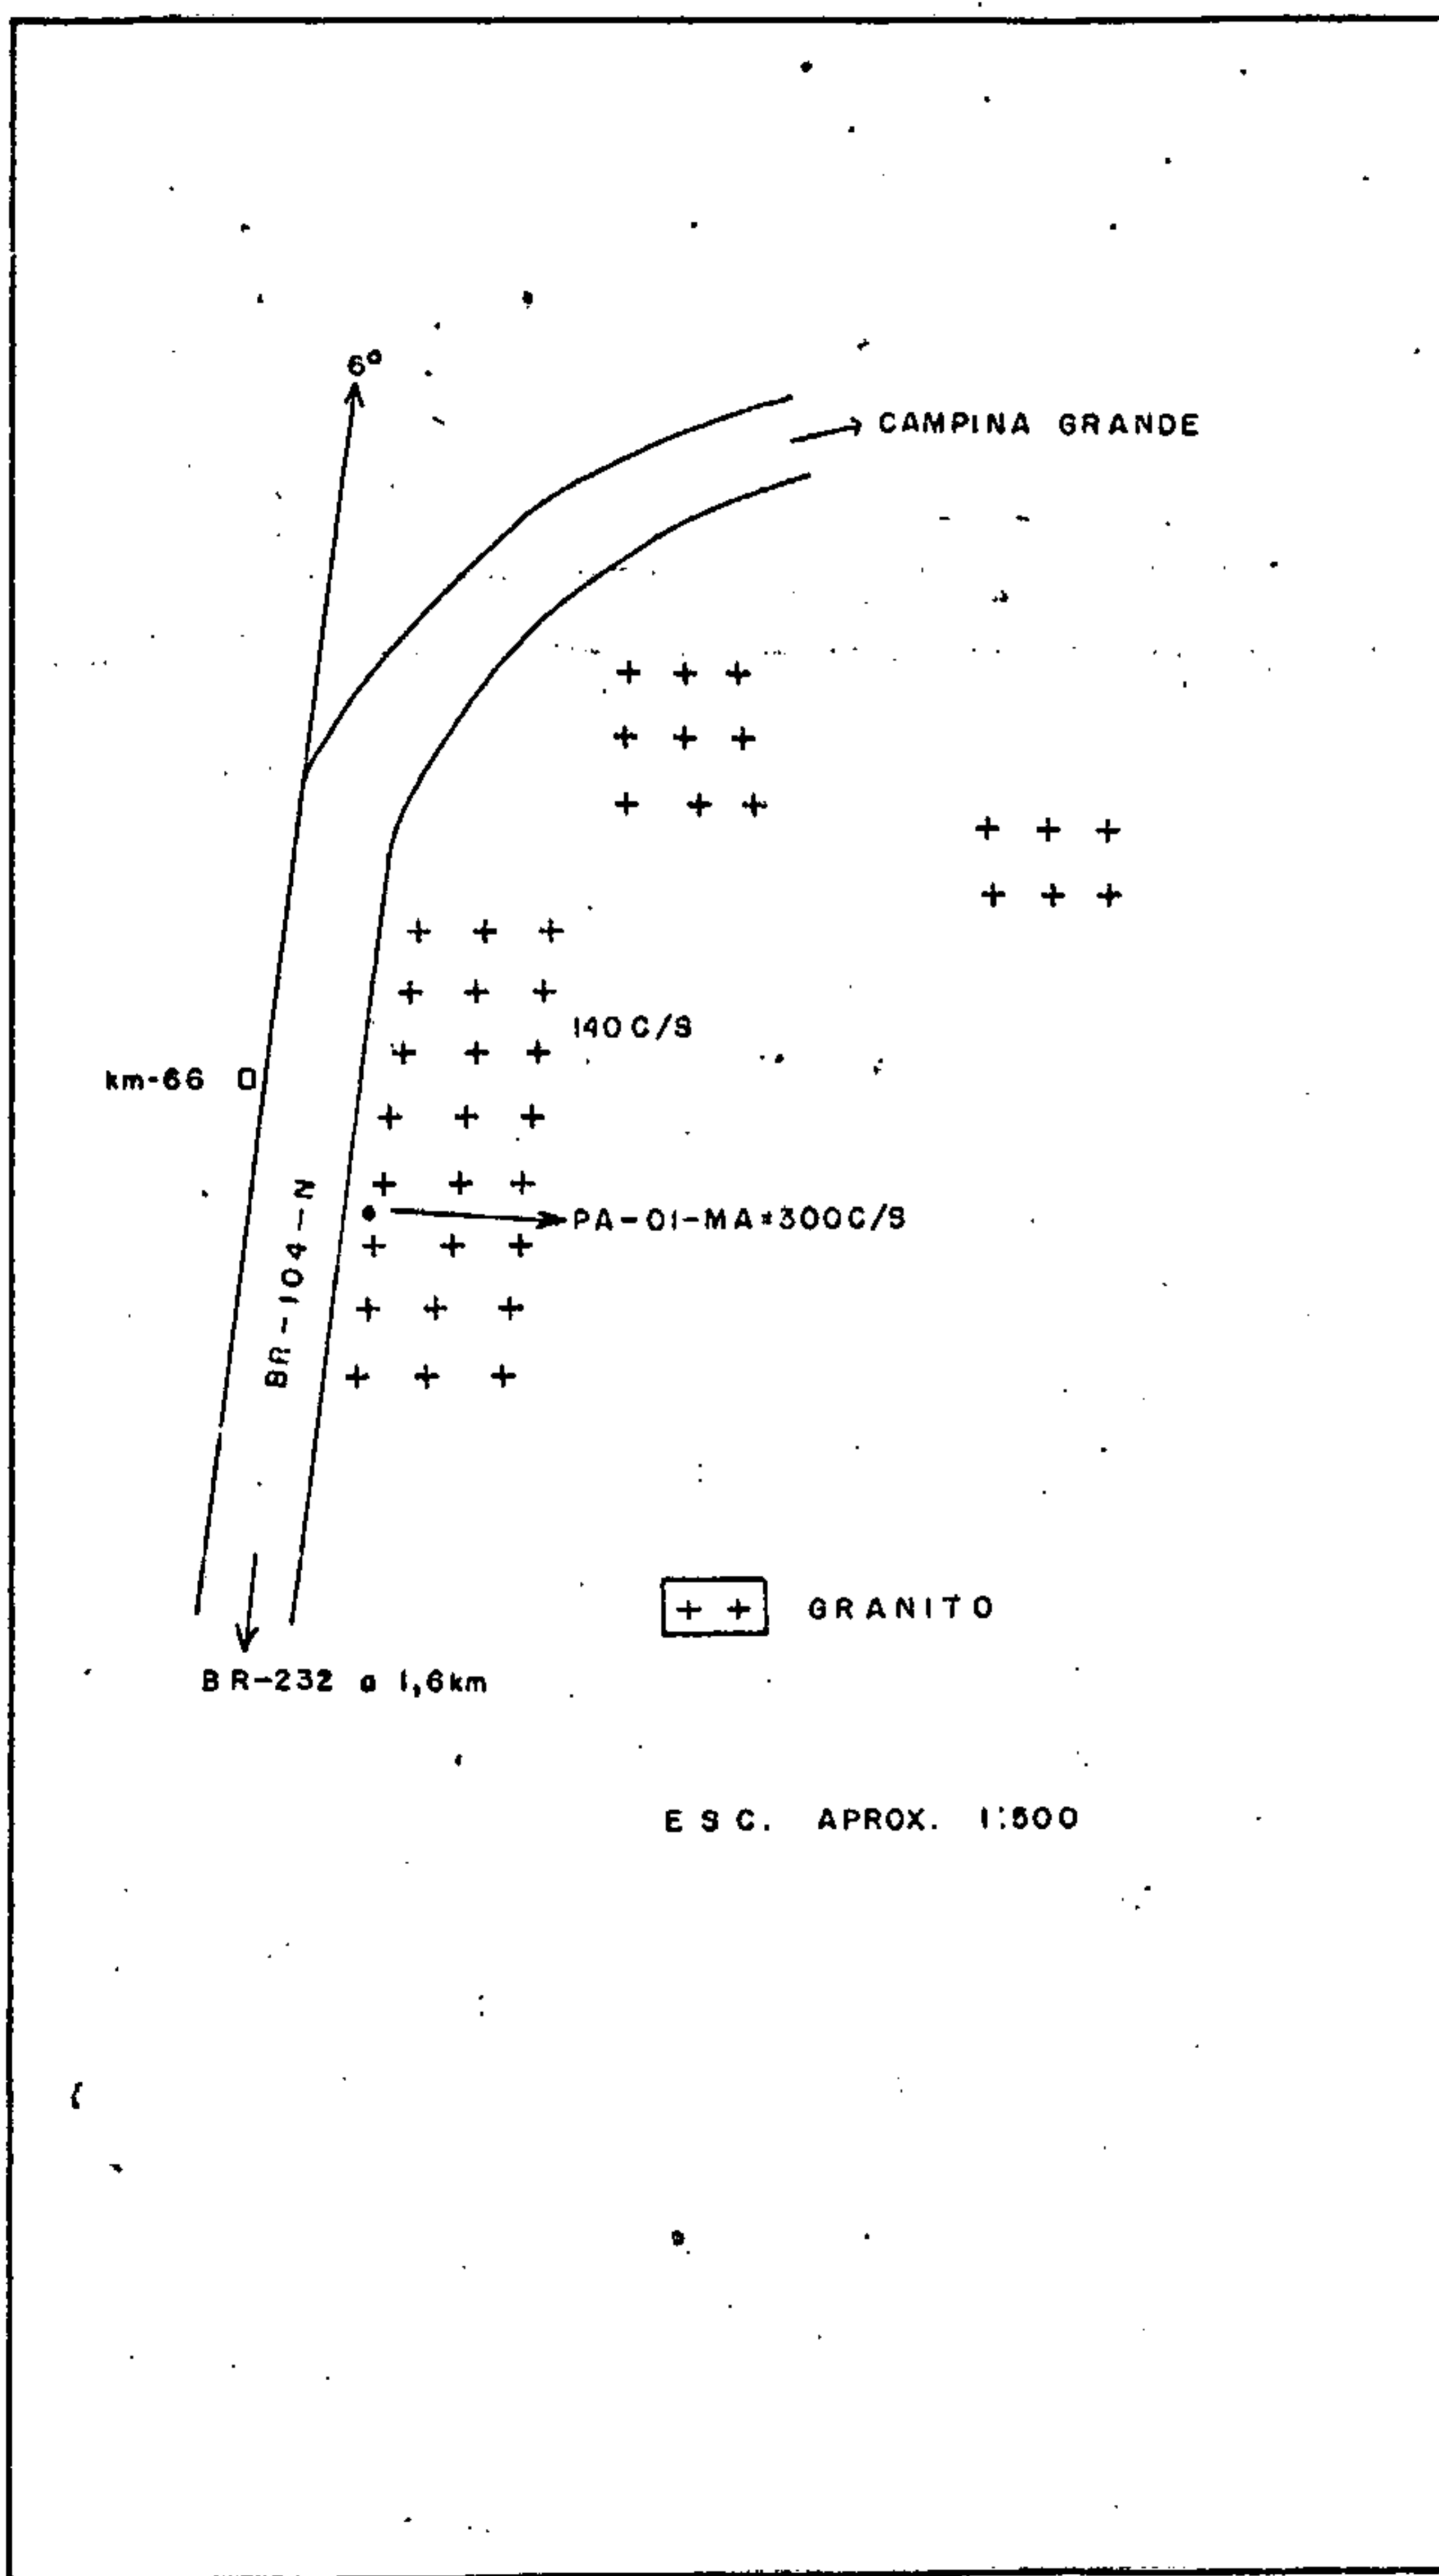 6º
CAMPINA GRANDE
140 C/S
km-66
PA-01-MA=300C/S
BR-104-N
GRANITO
BR-232 a 1,6km
ESC. APROX. 1:500